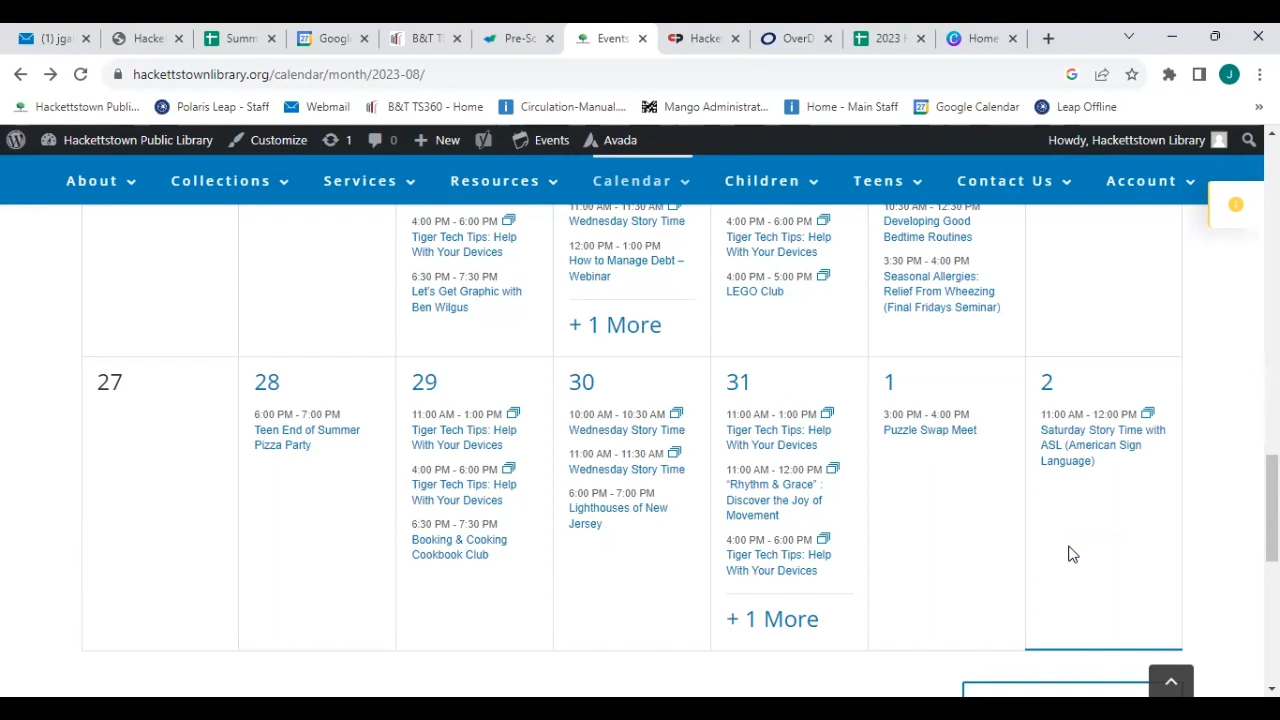 (1) jga
Hacke
Summ
Googl
B&T TS
Pre-Sc
Events
Hacke
OverD
2023 H
Home
hackettstownlibrary.org/calendar/month/2023-08/
Hackettstown Publi...
Polaris Leap - Staff
Webmail
B&T TS360 - Home
Circulation-Manual....
Mango Administrat...
Home - Main Staff
Google Calendar
Leap Offline
»
Hackettstown Public Library
Customize
1
0
New
Events
Avada
Howdy, Hackettstown Library
About
Collections
Services
Resources
Calendar
Children
Teens
Contact Us
Account
4:00 PM - 6:00 PM
Tiger Tech Tips: Help
With Your Devices
6:30 PM - 7:30 PM
Let's Get Graphic with
Ben Wilgus
11:00 AM - 11:30 AM
Wednesday Story Time
12:00 PM - 1:00 PM
How to Manage Debt –
Webinar
+ 1 More
4:00 PM - 6:00 PM
Tiger Tech Tips: Help
With Your Devices
4:00 PM - 5:00 PM
LEGO Club
10:30 AM - 12:30 PM
Developing Good
Bedtime Routines
3:30 PM - 4:00 PM
Seasonal Allergies:
Relief From Wheezing
(Final Fridays Seminar)
27
28
6:00 PM - 7:00 PM
Teen End of Summer
Pizza Party
29
11:00 AM - 1:00 PM
Tiger Tech Tips: Help
With Your Devices
4:00 PM - 6:00 PM
Tiger Tech Tips: Help
With Your Devices
6:30 PM - 7:30 PM
Booking & Cooking
Cookbook Club
30
10:00 AM - 10:30 AM
Wednesday Story Time
11:00 AM - 11:30 AM
Wednesday Story Time
6:00 PM - 7:00 PM
Lighthouses of New
Jersey
31
11:00 AM - 1:00 PM
Tiger Tech Tips: Help
With Your Devices
11:00 AM - 12:00 PM
“Rhythm & Grace” :
Discover the Joy of
Movement
4:00 PM - 6:00 PM
Tiger Tech Tips: Help
With Your Devices
+ 1 More
1
3:00 PM - 4:00 PM
Puzzle Swap Meet
2
11:00 AM - 12:00 PM
Saturday Story Time with
ASL (American Sign
Language)